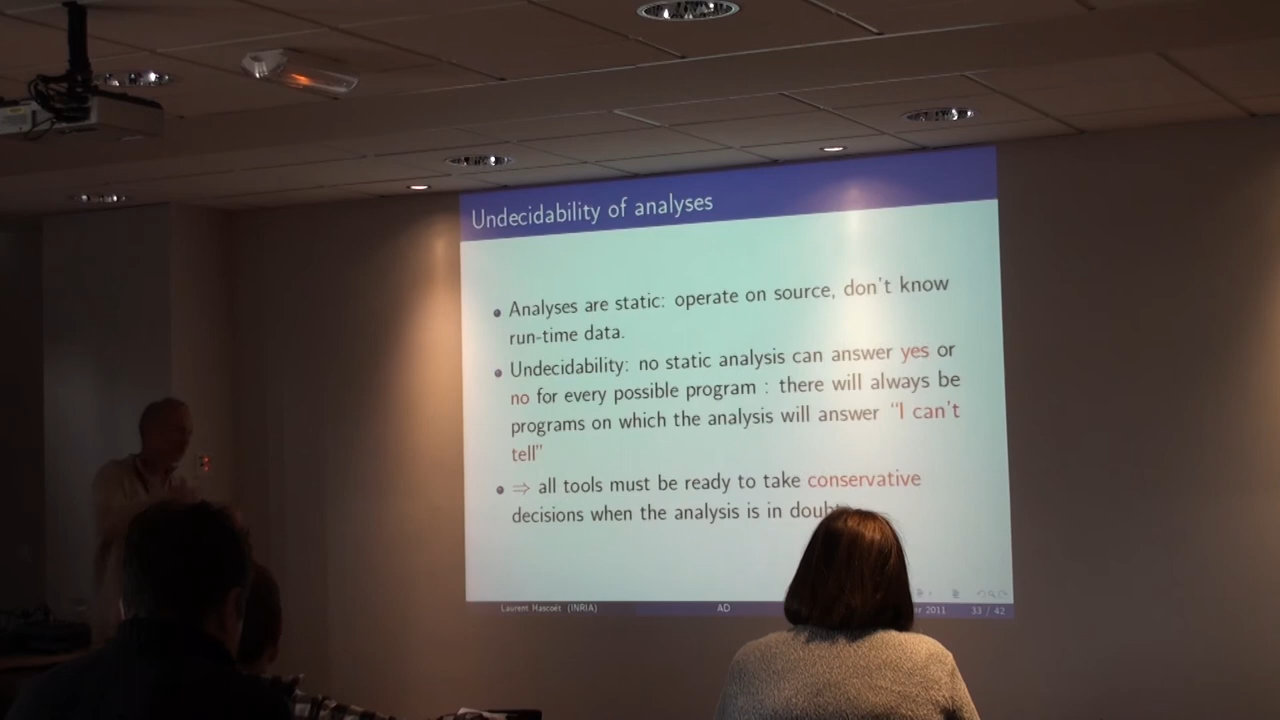 Undecidability of analyses
Analyses are static: operate on source, don't know
run-time data.
Undecidability: no static analysis can answer yes or
no for every possible program : there will always be
programs on which the analysis will answer "I can't
tell"
⇒ all tools must be ready to take conservative
decisions when the analysis is in doubt
Laurent Hascoët (INRIA) AD 2011 33 / 42